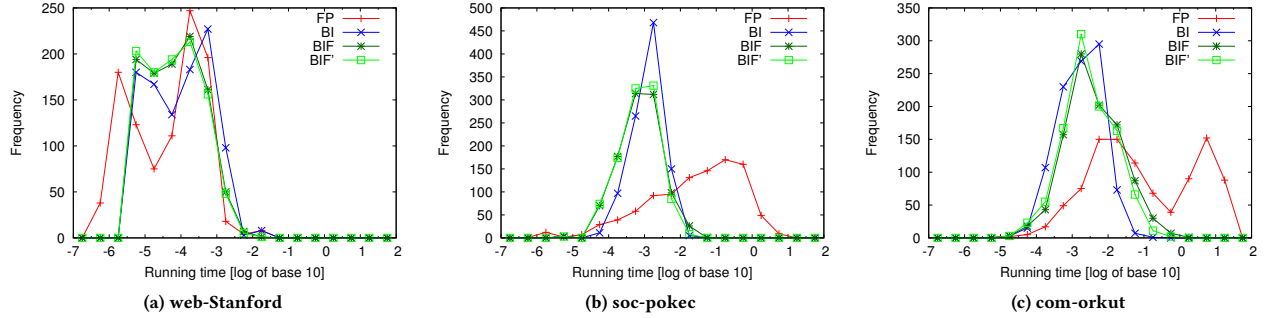 FP
BI
BIF
BIF'
250
200
150
100
50
0
Frequency
-7 -6 -5 -4 -3 -2 -1 0 1 2
Running time [log of base 10]
(a) web-Stanford
FP
BI
BIF
BIF'
500
450
400
350
300
250
200
150
100
50
0
Frequency
-7 -6 -5 -4 -3 -2 -1 0 1 2
Running time [log of base 10]
(b) soc-pokec
FP
BI
BIF
BIF'
350
300
250
200
150
100
50
0
Frequency
-7 -6 -5 -4 -3 -2 -1 0 1 2
Running time [log of base 10]
(c) com-orkut